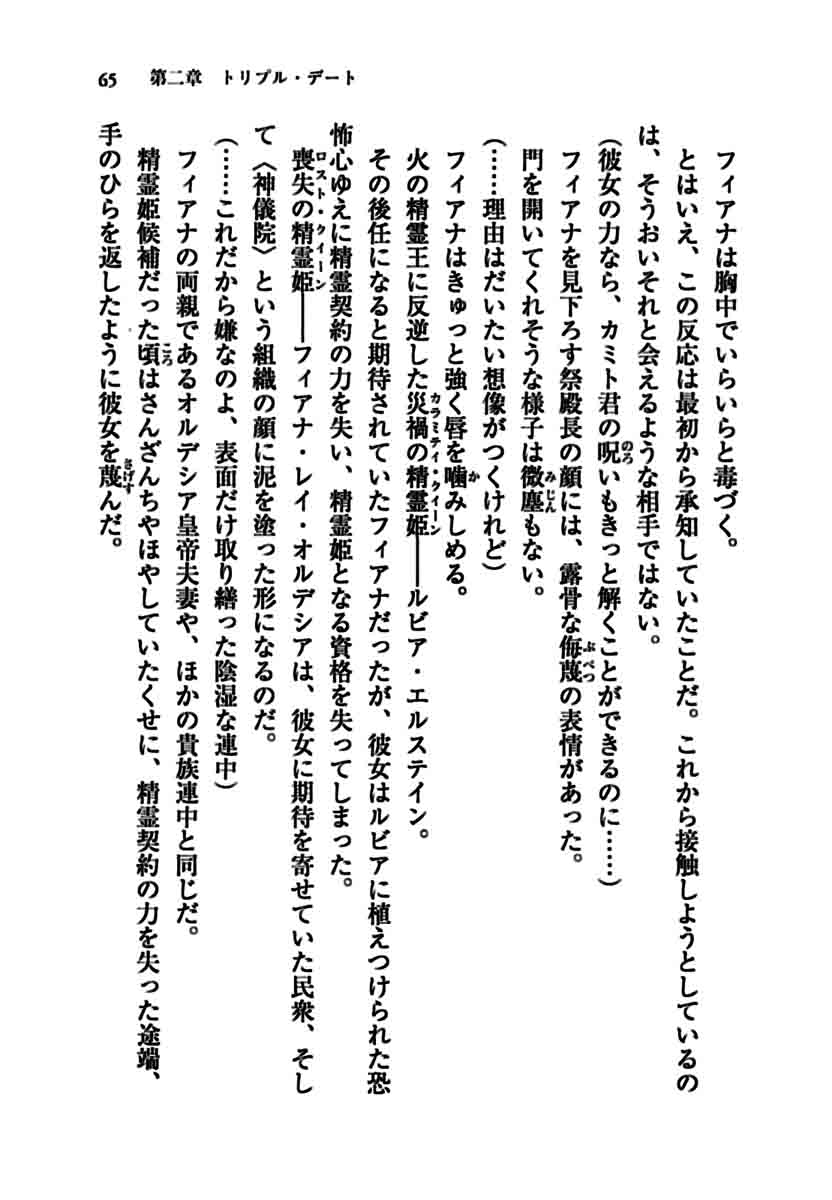 65 第二章 トリプル・デート
フィアナは胸中でいらいらと毒づく。
とはいえ、この反応は最初から承知していたことだ。これから接触しようとしているの
は、そうおいそれと会えるような相手ではない。
(彼女の力なら、カミト君の呪いもきっと解くことができるのに……)
フィアナを見下ろす祭殿長の顔には、露骨な侮蔑の表情があった。
門を開いてくれそうな様子は微塵もない。
(……理由はだいたい想像がつくけれど)
フィアナはきゅっと強く唇を噛みしめる。
火の精霊王に反逆した災禍の精霊姫――ルビア・エルステイン。
その後任になると期待されていたフィアナだったが、彼女はルビアに植えつけられた恐
怖心ゆえに精霊契約の力を失い、精霊姫となる資格を失ってしまった。
喪失の精霊姫――フィアナ・レイ・オルデシアは、彼女に期待を寄せていた民衆、そし
て〈神儀院〉という組織の顔に泥を塗った形になるのだ。
(……これだから嫌なのよ、表面だけ取り繕った陰湿な連中)
フィアナの両親であるオルデシア皇帝夫妻や、ほかの貴族連中と同じだ。
精霊姫候補だった頃はさんざんちやほやしていたくせに、精霊契約の力を失った途端、
手のひらを返したように彼女を蔑んだ。